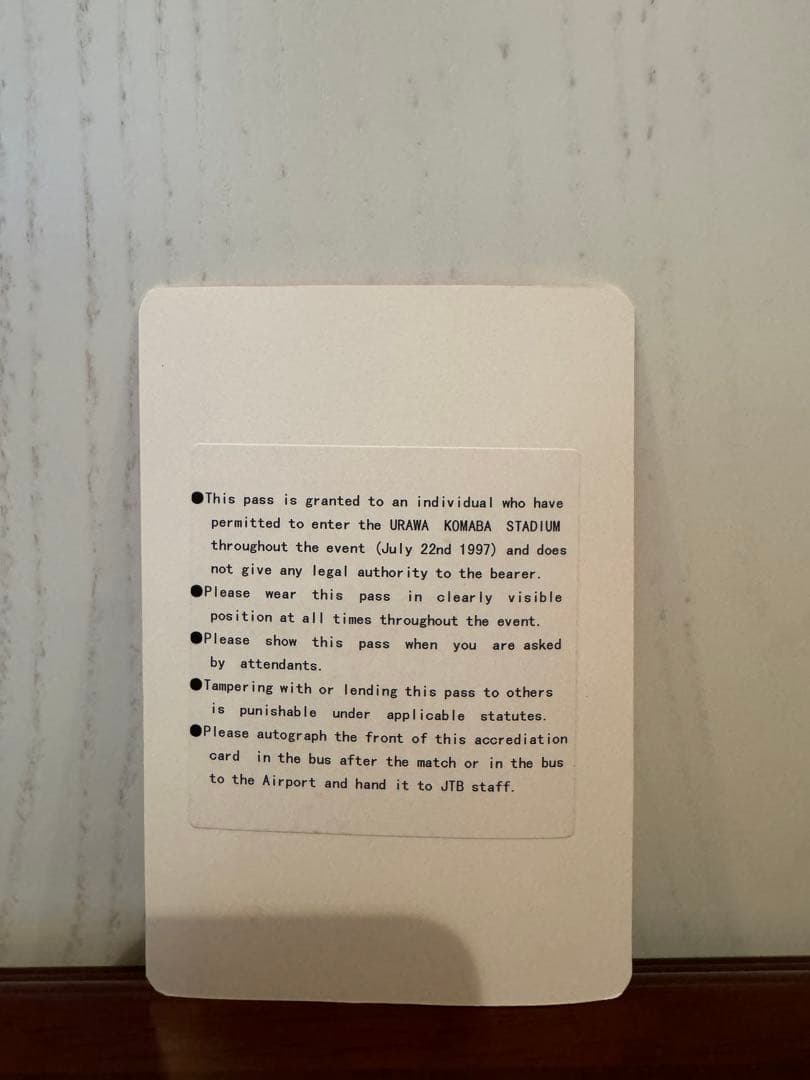 ●This pass is granted to an individual who have
permitted to enter the URAWA KOMABA STADIUM
throughout the event (July 22nd 1997) and does
not give any legal authority to the bearer.
●Please wear this pass in clearly visible
position at all times throughout the event.
●Please show this pass when you are asked
by attendants.
●Tampering with or lending this pass to others
is punishable under applicable statutes.
●Please autograph the front of this accrediation
card in the bus after the match or in the bus
to the Airport and hand it to JTB staff.